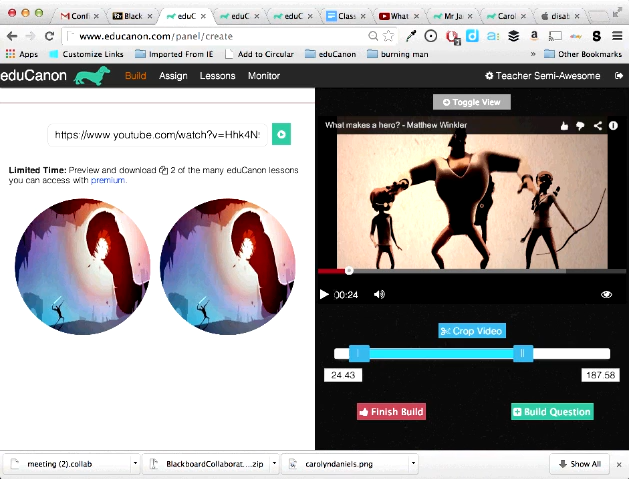 Confi
Black
eduC
eduC
eduC
Class
What
Mr Ja
Carol
disab
www.educanon.com/panel/create
Apps
Customize Links
Imported From IE
Add to Circular
eduCanon
burning man
»
Other Bookmarks
eduCanon
Build
Assign
Lessons
Monitor
Teacher Semi-Awesome
Toggle View
https://www.youtube.com/watch?v=Hhk4N
What makes a hero? - Matthew Winkler
Limited Time: Preview and download 2 of the many eduCanon lessons
you can access with premium.
00:24
Crop Video
24.43
187.58
Finish Build
Build Question
meeting (2).collab
BlackboardCollaborat....zip
carolyndaniels.png
Show All